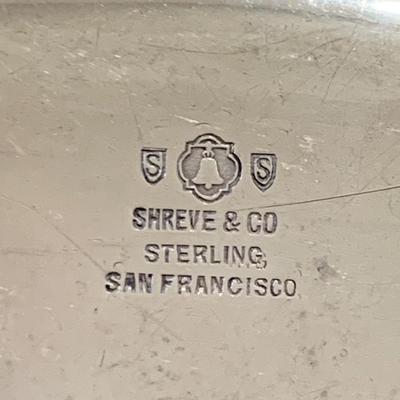 S S
SHREVE & CO
STERLING
SAN FRANCISCO